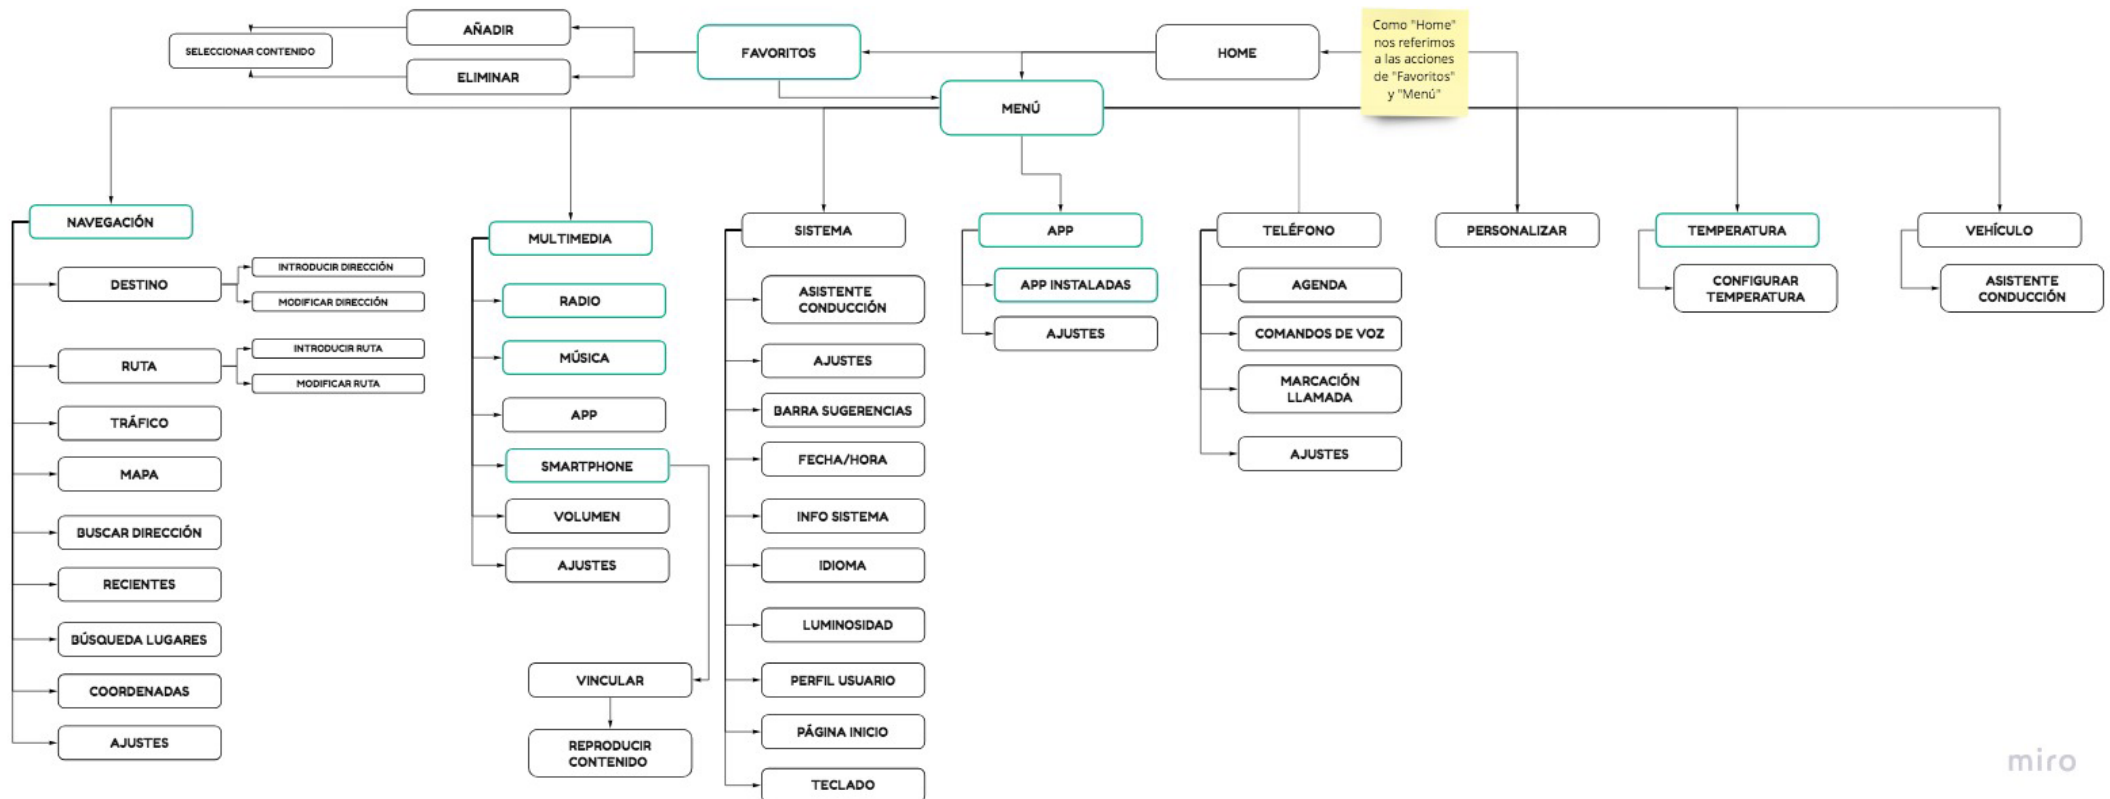 AÑADIR
SELECCIONAR CONTENIDO
ELIMINAR
FAVORITOS
HOME
Como "Home"
nos referimos
a las acciones
de "Favoritos"
y "Menú"
MENÚ
NAVEGACIÓN
DESTINO
INTRODUCIR DIRECCIÓN
MODIFICAR DIRECCIÓN
RUTA
INTRODUCIR RUTA
MODIFICAR RUTA
TRÁFICO
MAPA
BUSCAR DIRECCIÓN
RECIENTES
BÚSQUEDA LUGARES
COORDENADAS
AJUSTES
MULTIMEDIA
RADIO
MÚSICA
APP
SMARTPHONE
VOLUMEN
AJUSTES
VINCULAR
REPRODUCIR
CONTENIDO
SISTEMA
ASISTENTE
CONDUCCIÓN
AJUSTES
BARRA SUGERENCIAS
FECHA/HORA
INFO SISTEMA
IDIOMA
LUMINOSIDAD
PERFIL USUARIO
PÁGINA INICIO
TECLADO
APP
APP INSTALADAS
AJUSTES
TELÉFONO
AGENDA
COMANDOS DE VOZ
MARCACIÓN
LLAMADA
AJUSTES
PERSONALIZAR
TEMPERATURA
CONFIGURAR
TEMPERATURA
VEHÍCULO
ASISTENTE
CONDUCCIÓN
miro